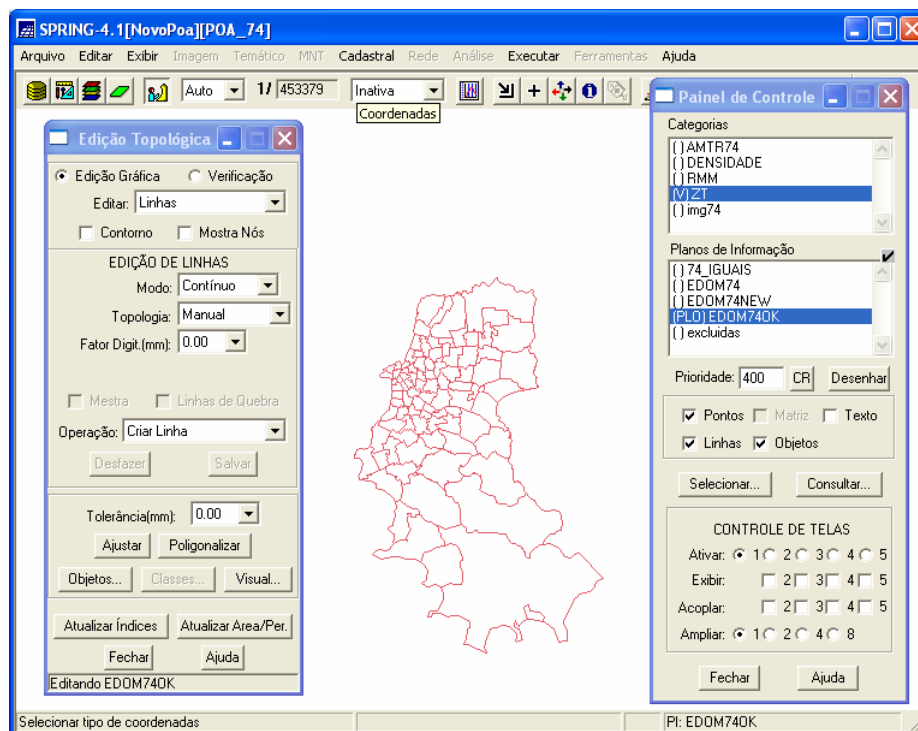 SPRING-4.1[NovoPoa][POA_74]
Arquivo Editar Exibir Imagem Temático MNT Cadastral Rede Análise Executar Ferramentas Ajuda
Auto 1/ 453379 Inativa
Coordenadas
Edição Topológica
Edição Gráfica Verificação
Editar: Linhas
Contorno Mostra Nós
EDIÇÃO DE LINHAS
Modo: Contínuo
Topologia: Manual
Fator Digit.(mm): 0.00
Mestra Linhas de Quebra
Operação: Criar Linha
Desfazer Salvar
Tolerância(mm): 0.00
Ajustar Poligonalizar
Objetos... Classes... Visual...
Atualizar Índices Atualizar Area/Per.
Fechar Ajuda
Editando EDOM74OK
Painel de Controle
Categorias
( ) AMTR74
( ) DENSIDADE
( ) RMM
(V) ZT
( ) img74
Planos de Informação
( ) 74_IGUAIS
( ) EDOM74
( ) EDOM74NEW
(PLO) EDOM74OK
( ) excluidas
Prioridade: 400 CR Desenhar
Pontos Matriz Texto
Linhas Objetos
Selecionar... Consultar...
CONTROLE DE TELAS
Ativar: 1 2 3 4 5
Exibir: 2 3 4 5
Acoplar: 2 3 4 5
Ampliar: 1 2 4 8
Fechar Ajuda
Selecionar tipo de coordenadas
PI: EDOM74OK